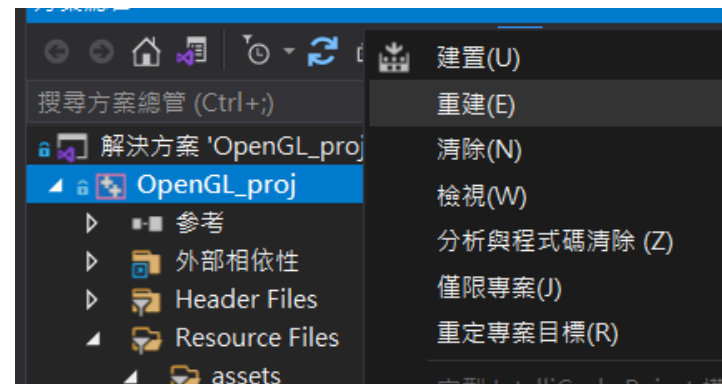 建置(U)
搜尋方案總管 (Ctrl+;)
重建(E)
解決方案 'OpenGL_proj
清除(N)
OpenGL_proj
檢視(W)
參考
分析與程式碼清除 (Z)
外部相依性
僅限專案(J)
Header Files
重定專案目標(R)
Resource Files
assets